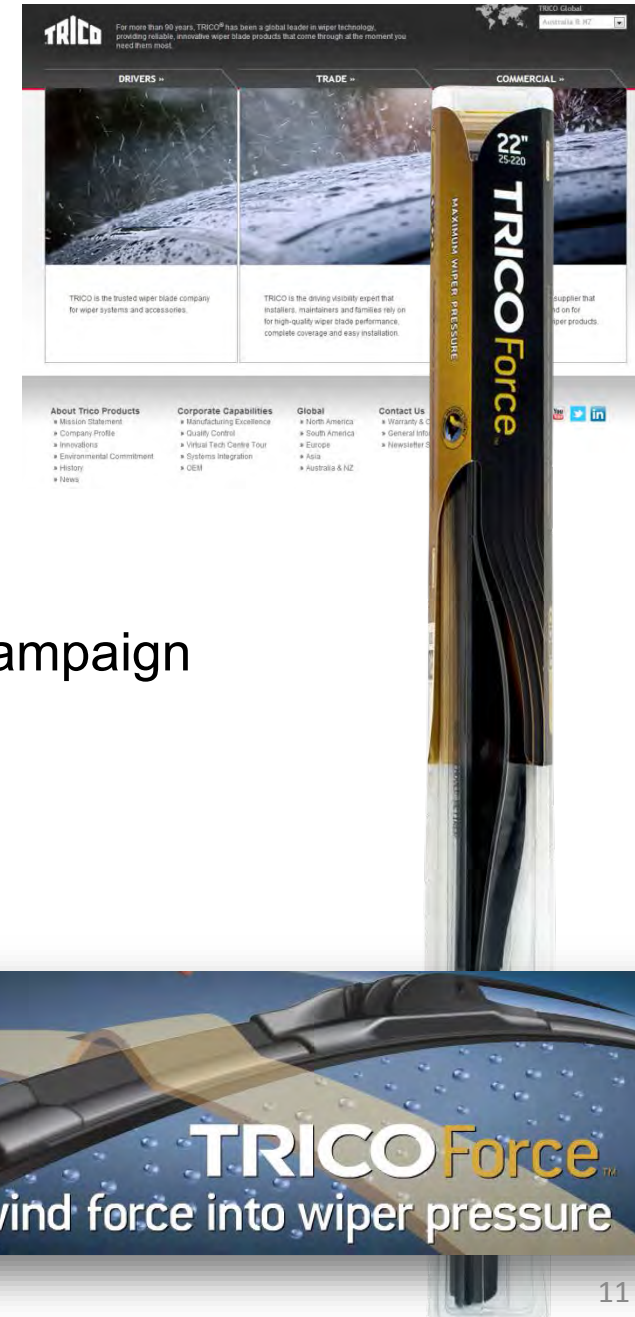 TRICO
For more than 90 years, TRICO® has been a global leader in wiper technology,
providing reliable, innovative wiper blade products that come through at the moment you
need them most.
TRICO Global
Australia & NZ
DRIVERS »
TRADE »
COMMERCIAL »
TRICO is the trusted wiper blade company
for wiper systems and accessories.
TRICO is the driving visibility expert that
installers, maintainers and families rely on
for high-quality wiper blade performance,
complete coverage and easy installation.
supplier that
on for
wiper products.
22"
25-220
TRICO Force™
MAXIMUM WIPER PRESSURE
About Trico Products
» Mission Statement
» Company Profile
» Innovations
» Environmental Commitment
» History
» News
Corporate Capabilities
» Manufacturing Excellence
» Quality Control
» Virtual Tech Centre Tour
» Systems Integration
» OEM
Global
» North America
» South America
» Europe
» Asia
» Australia & NZ
Contact Us
» Warranty &
» General
» Newsletter
You
in
ampaign
TRICO Force™
wind force into wiper pressure
11